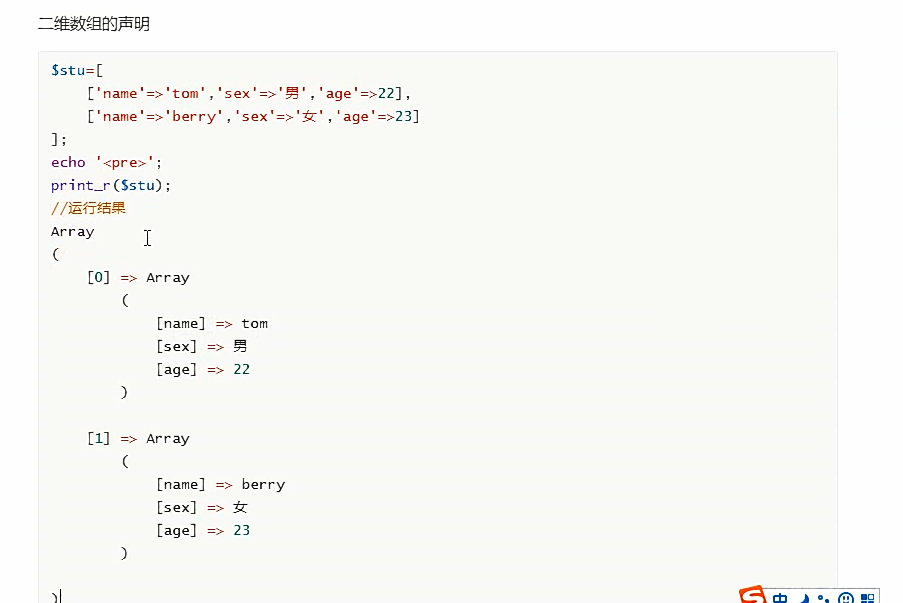 二维数组的声明
$stu=[
    ['name'=>'tom','sex'=>'男','age'=>22],
    ['name'=>'berry','sex'=>'女','age'=>23]
];
echo '<pre>';
print_r($stu);
//运行结果
Array
(
    [0] => Array
        (
            [name] => tom
            [sex] => 男
            [age] => 22
        )

    [1] => Array
        (
            [name] => berry
            [sex] => 女
            [age] => 23
        )

)
中